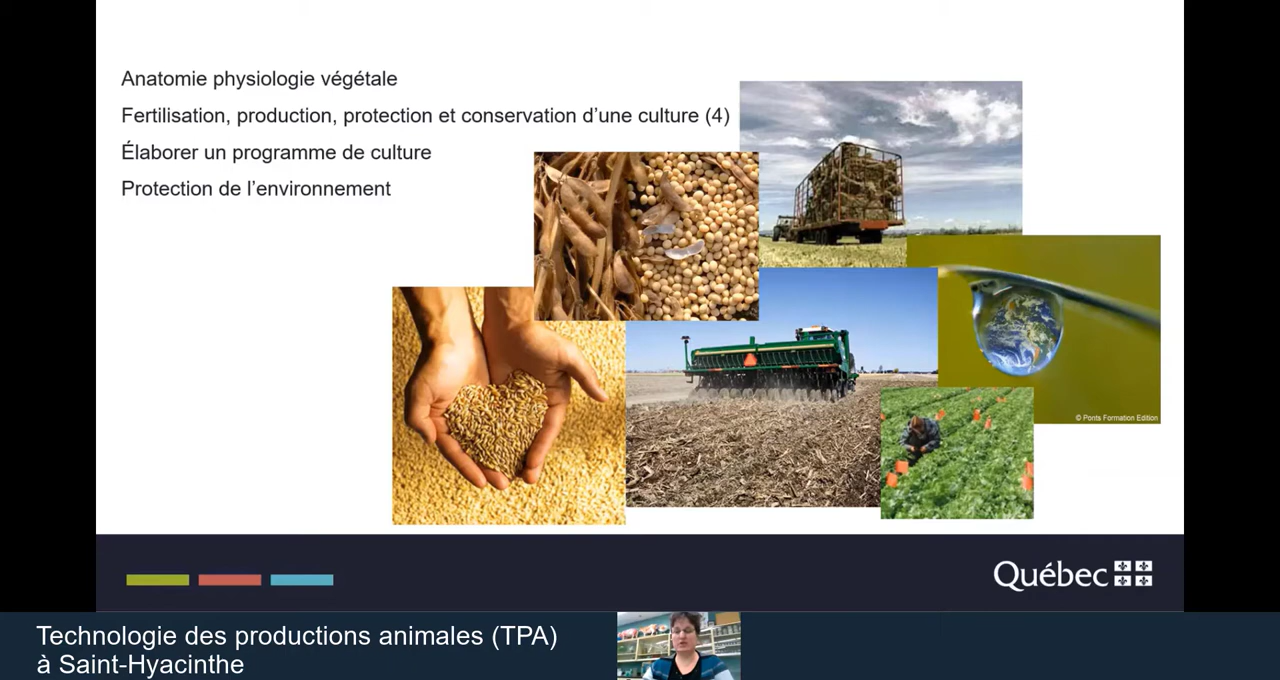 Anatomie physiologie végétale
Fertilisation, production, protection et conservation d’une culture (4)
Élaborer un programme de culture
Protection de l’environnement
© Ponts Formation Edition
Québec
Technologie des productions animales (TPA)
à Saint-Hyacinthe